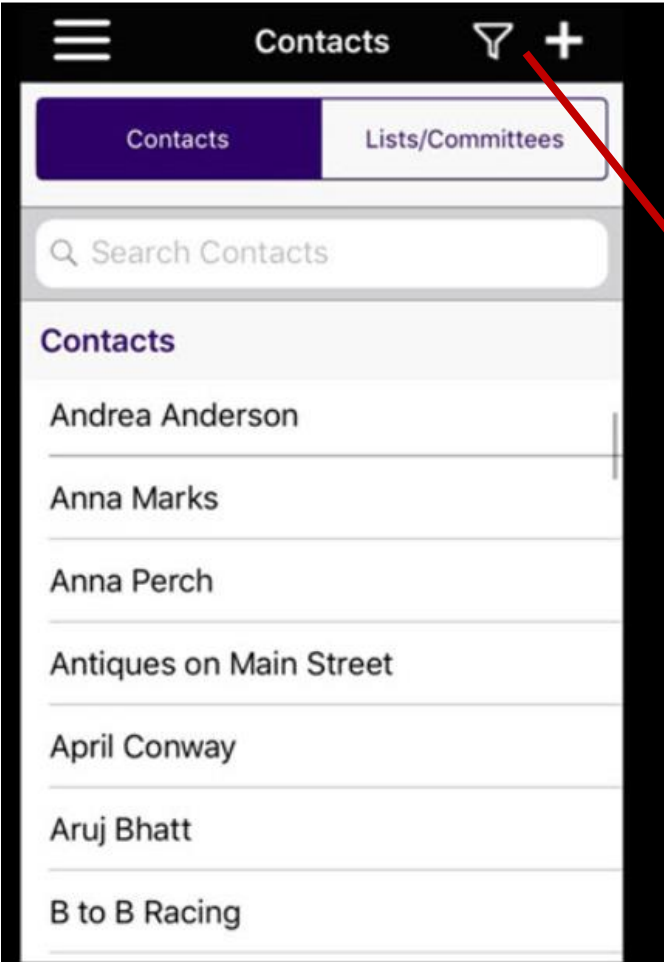 Contacts
Contacts Lists/Committees
Search Contacts
Contacts
Andrea Anderson
Anna Marks
Anna Perch
Antiques on Main Street
April Conway
Aruj Bhatt
B to B Racing